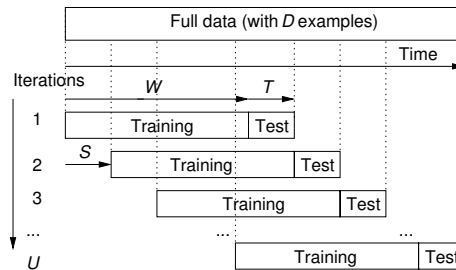 Full data (with D examples)
Time
Iterations
W T
1 Training Test
S
2 Training Test
3 Training Test
... ... ...
U Training Test